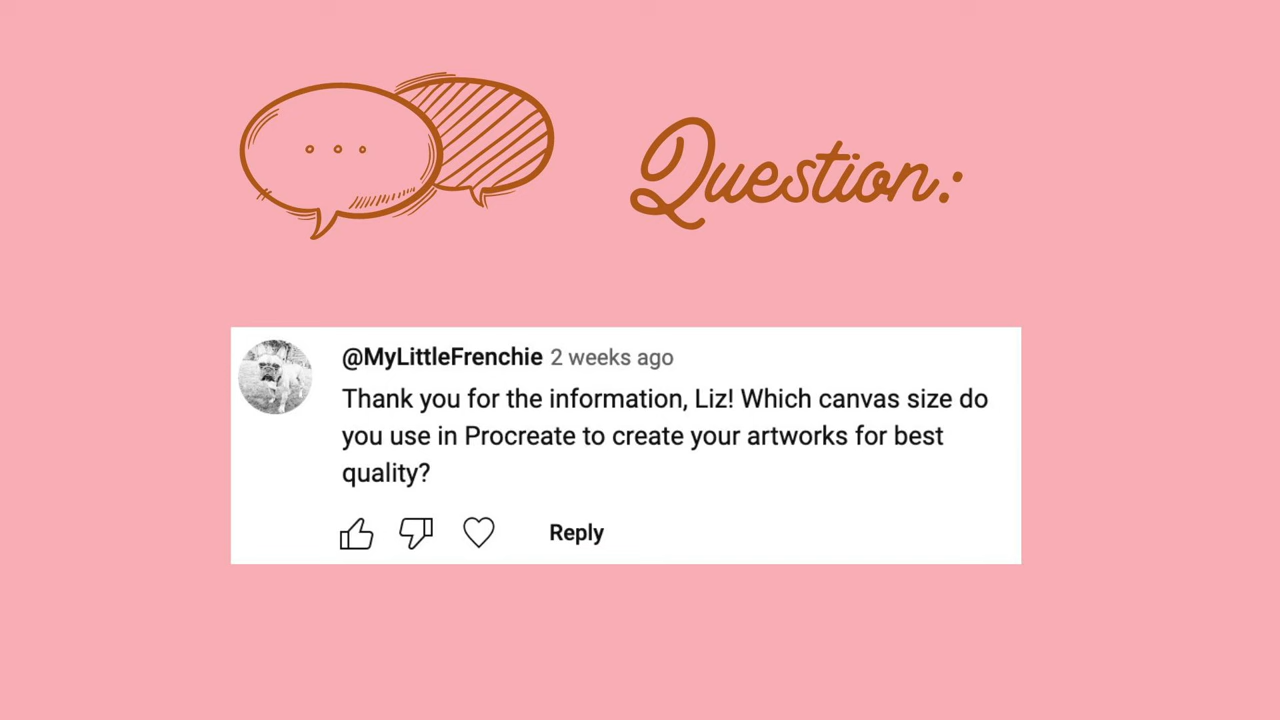 Question:
@MyLittleFrenchie 2 weeks ago
Thank you for the information, Liz! Which canvas size do
you use in Procreate to create your artworks for best
quality?
Reply